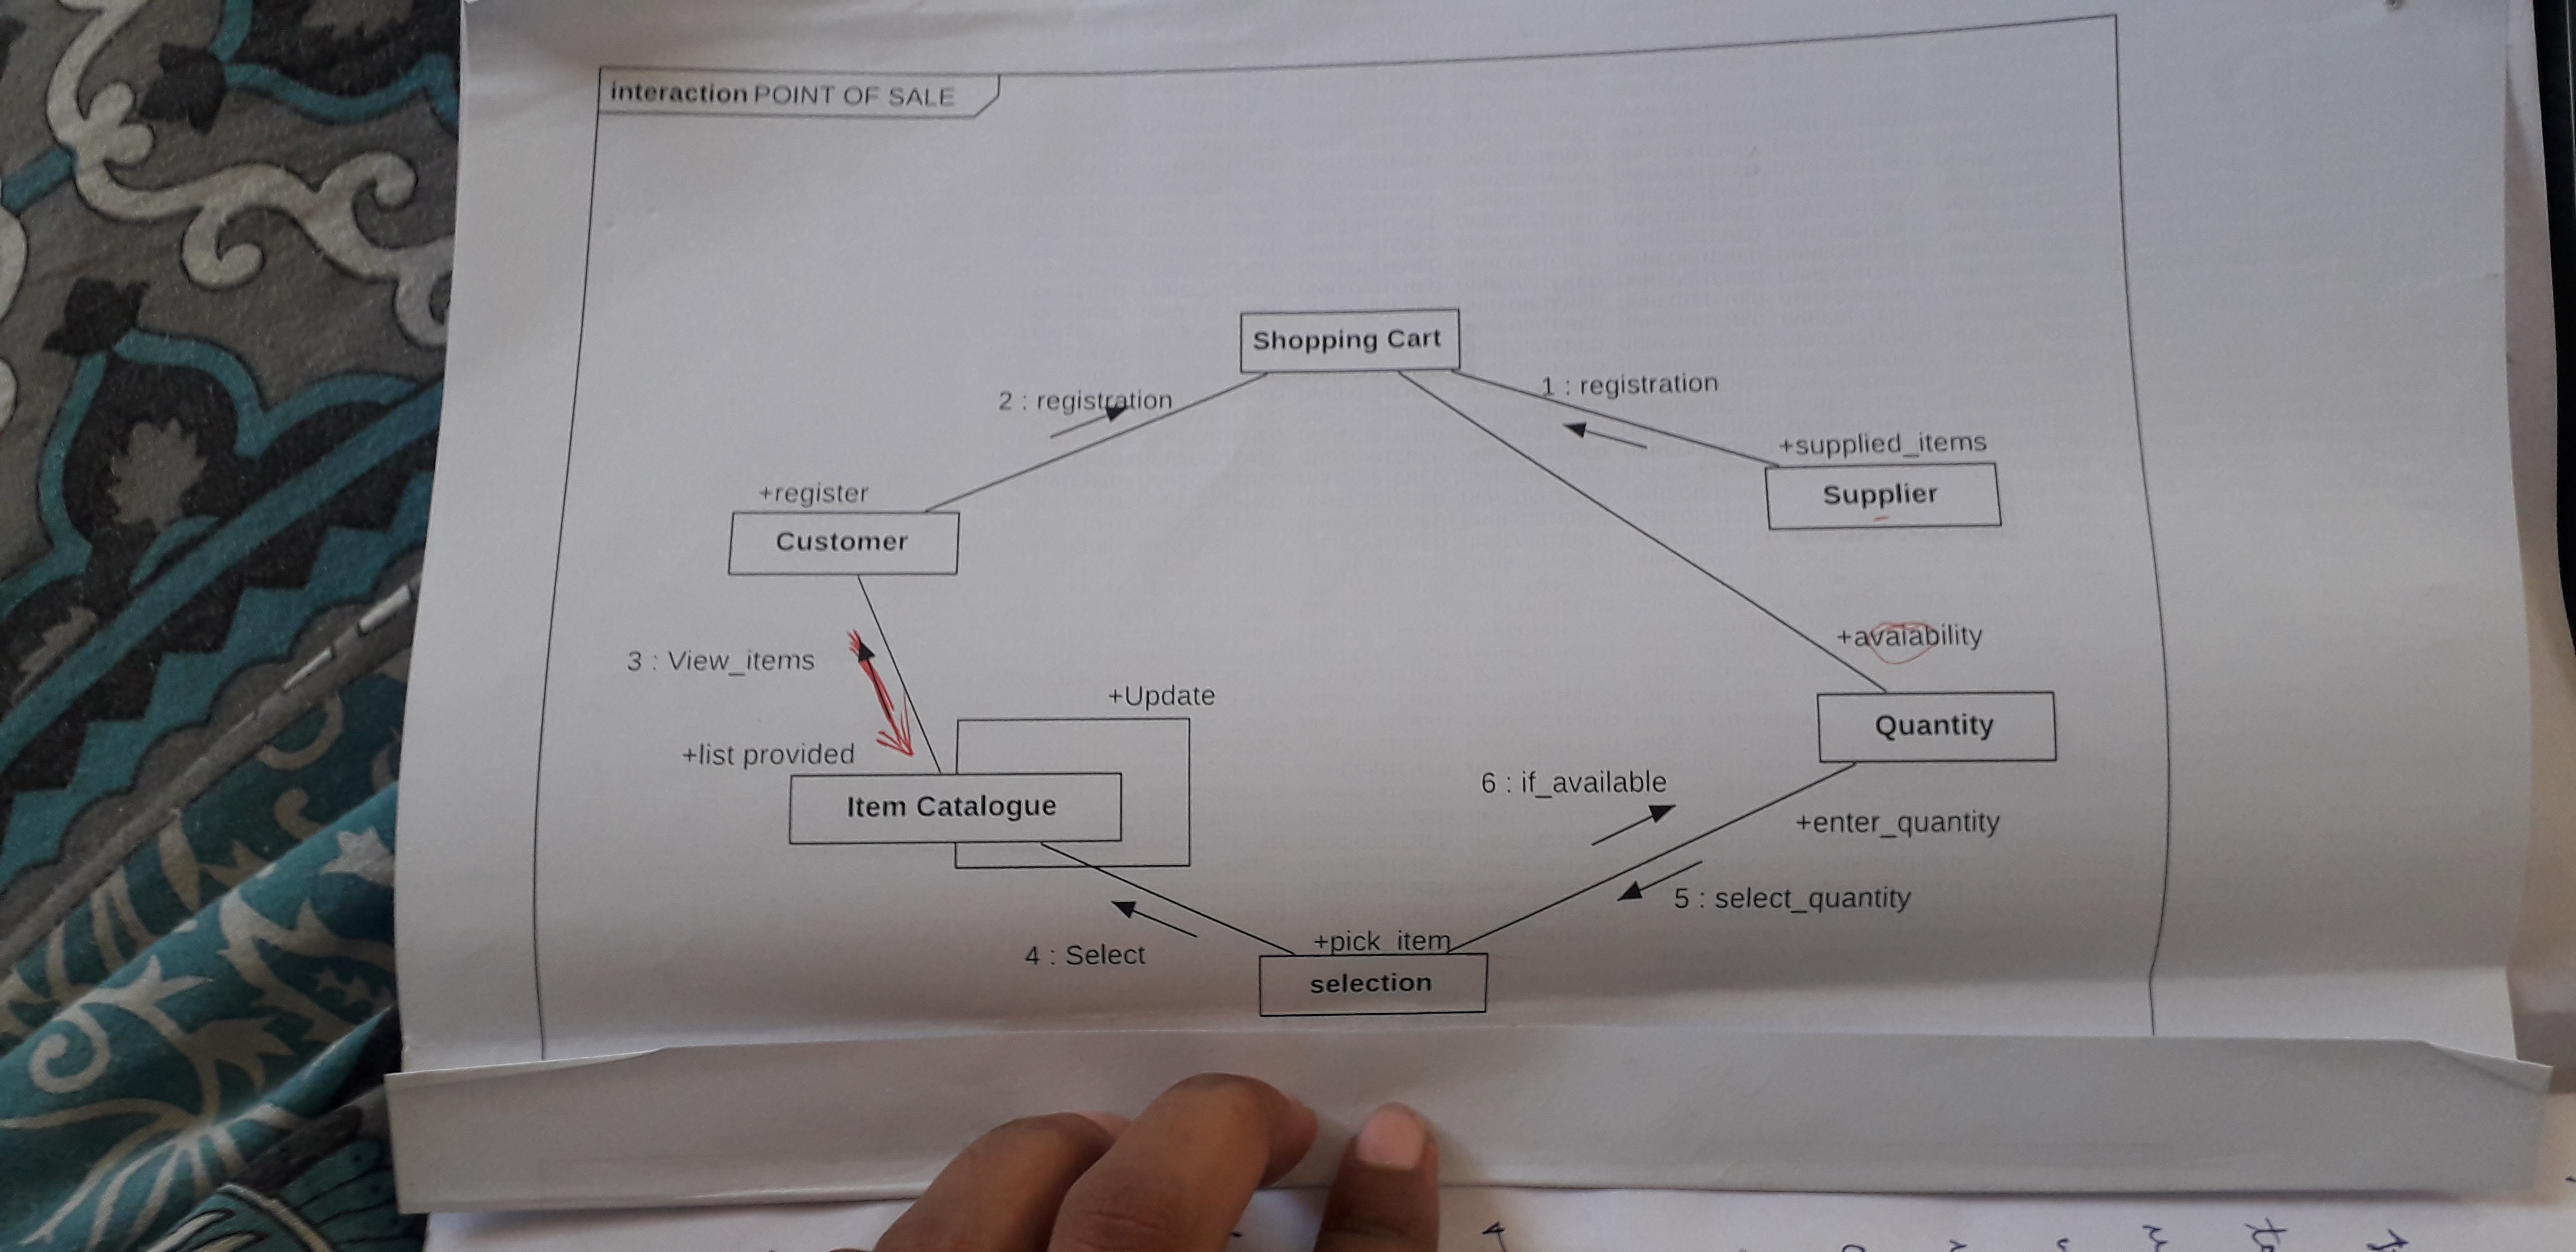 interaction POINT OF SALE
Shopping Cart
2 : registration
1 : registration
+supplied_items
Supplier
+register
Customer
+avaiability
3 : View_items
+Update
Quantity
+list provided
Item Catalogue
6 : if_available
+enter_quantity
5 : select_quantity
4 : Select
+pick_item
selection